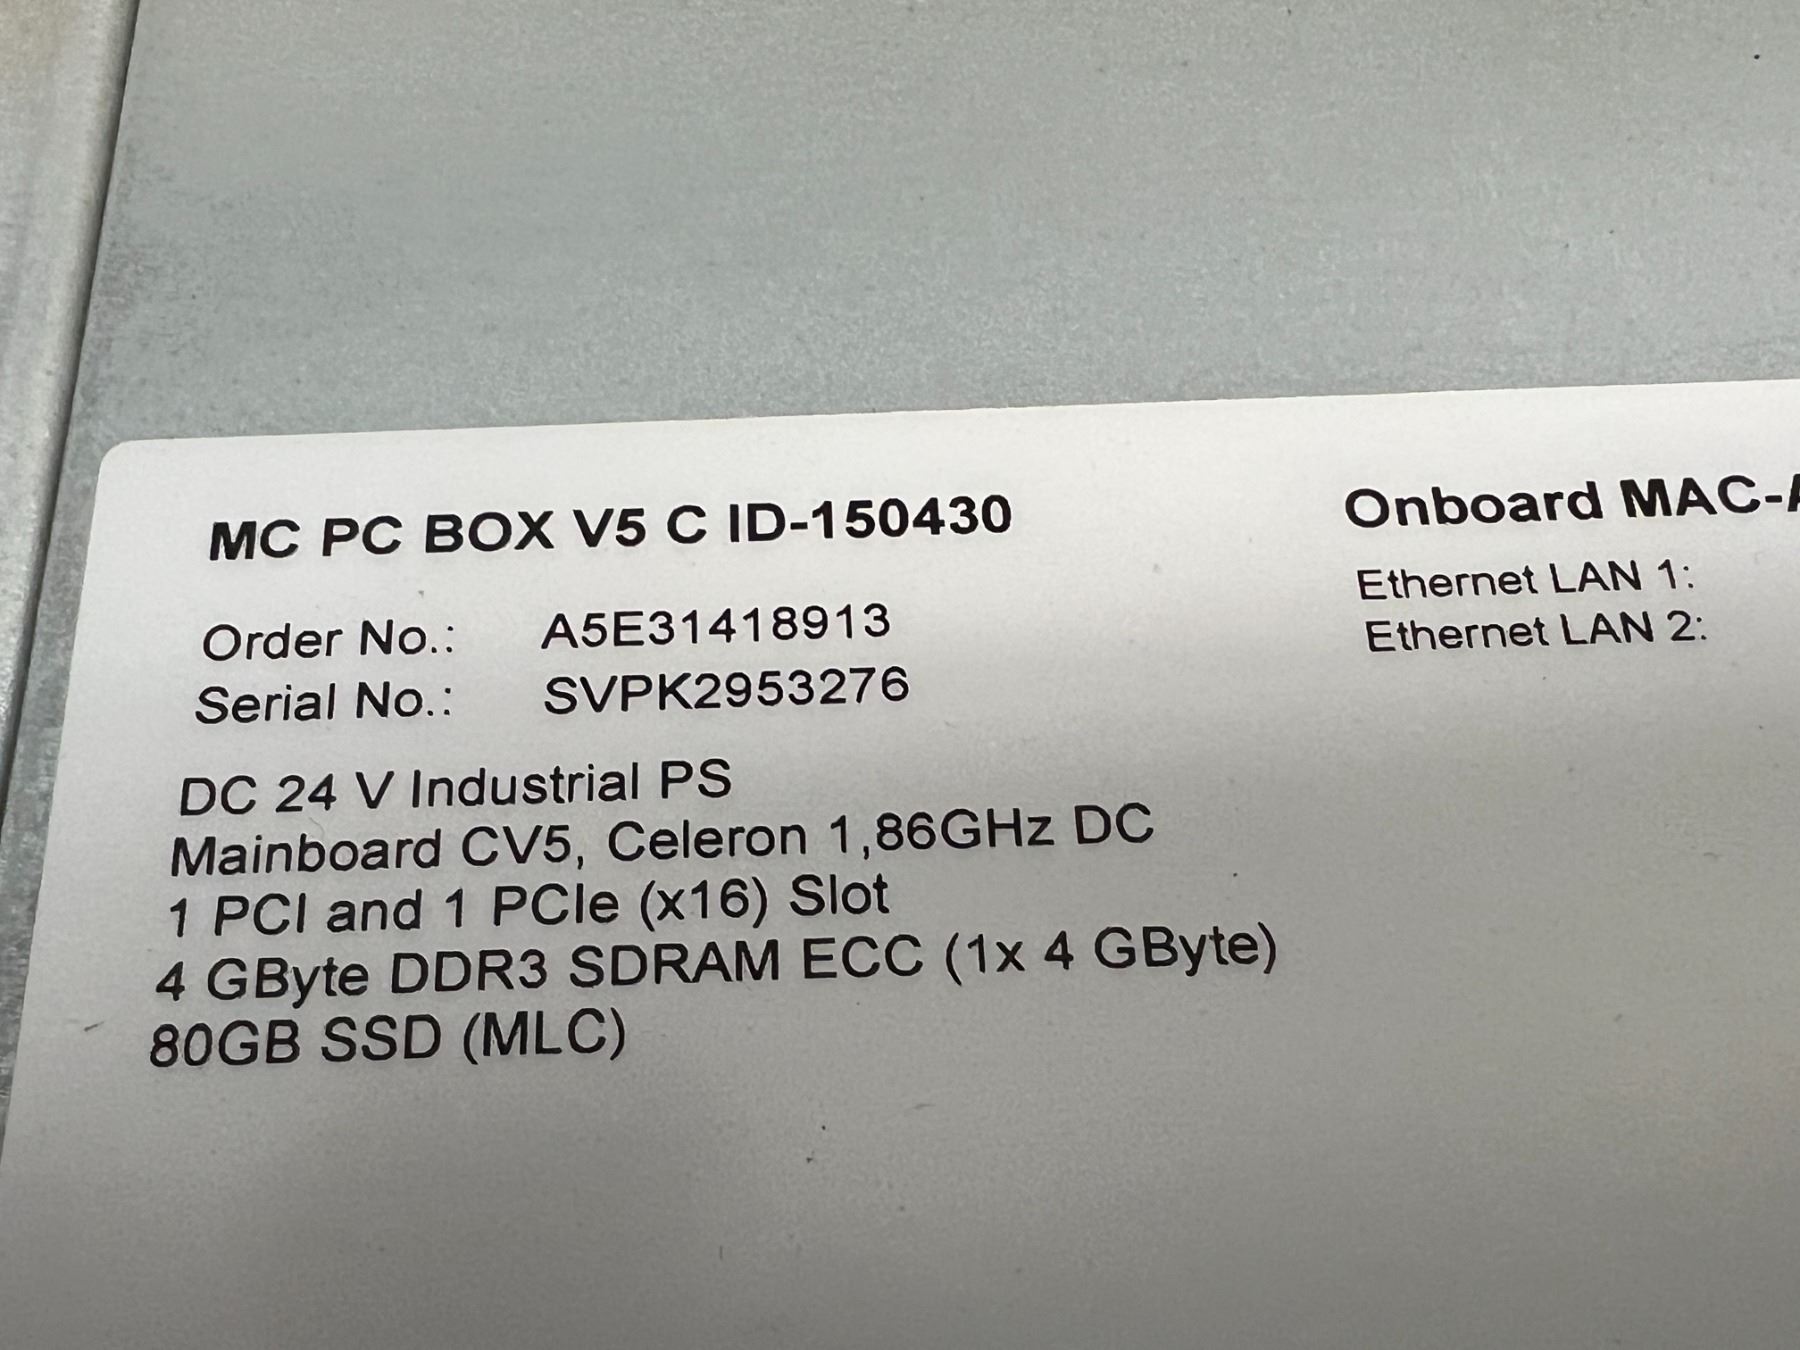 MC PC BOX V5 C ID-150430
Order No.: A5E31418913
Serial No.: SVPK2953276
DC 24 V Industrial PS
Mainboard CV5, Celeron 1,86GHz DC
1 PCI and 1 PCIe (x16) Slot
4 GByte DDR3 SDRAM ECC (1x 4 GByte)
80GB SSD (MLC)
Onboard MAC-
Ethernet LAN 1:
Ethernet LAN 2: